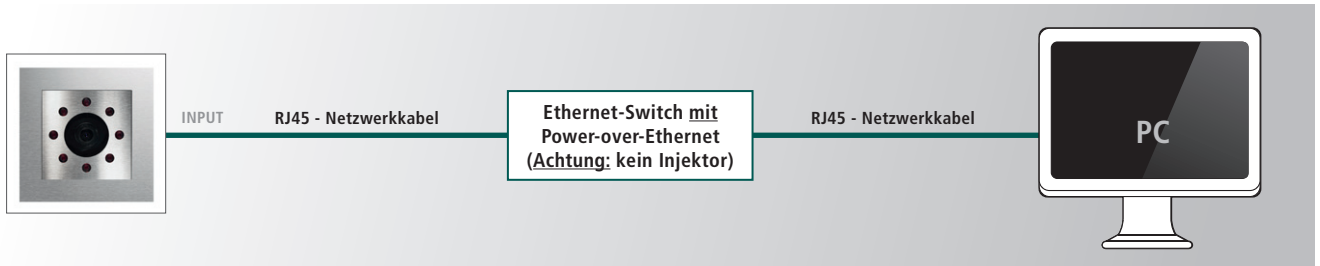 INPUT
RJ45 - Netzwerkkabel
Ethernet-Switch mit
Power-over-Ethernet
(Achtung: kein Injektor)
RJ45 - Netzwerkkabel
PC